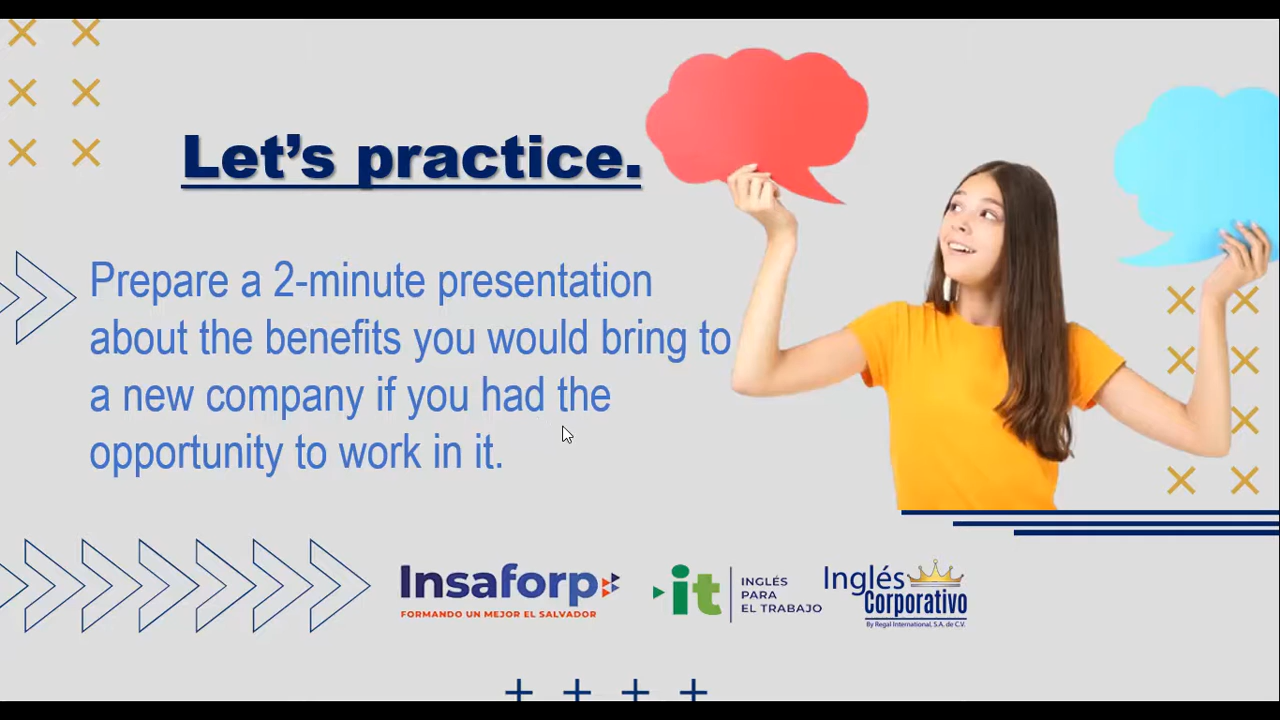 Let’s practice.
Prepare a 2-minute presentation
about the benefits you would bring to
a new company if you had the
opportunity to work in it.
Insaforp
FORMANDO UN MEJOR EL SALVADOR
it
INGLÉS
PARA
EL TRABAJO
Inglés
Corporativo
By Regal International, S.A. de C.V.